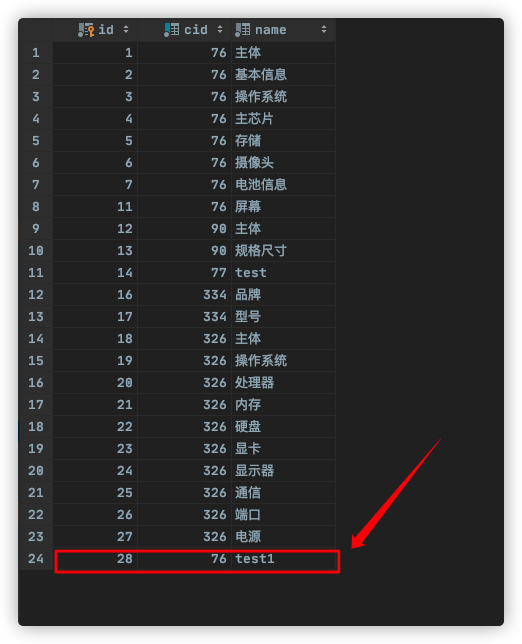 id cid name
1 1 76 主体
2 2 76 基本信息
3 3 76 操作系统
4 4 76 主芯片
5 5 76 存储
6 6 76 摄像头
7 7 76 电池信息
8 11 76 屏幕
9 12 90 主体
10 13 90 规格尺寸
11 14 77 test
12 16 334 品牌
13 17 334 型号
14 18 326 主体
15 19 326 操作系统
16 20 326 处理器
17 21 326 内存
18 22 326 硬盘
19 23 326 显卡
20 24 326 显示器
21 25 326 通信
22 26 326 端口
23 27 326 电源
24 28 76 test1